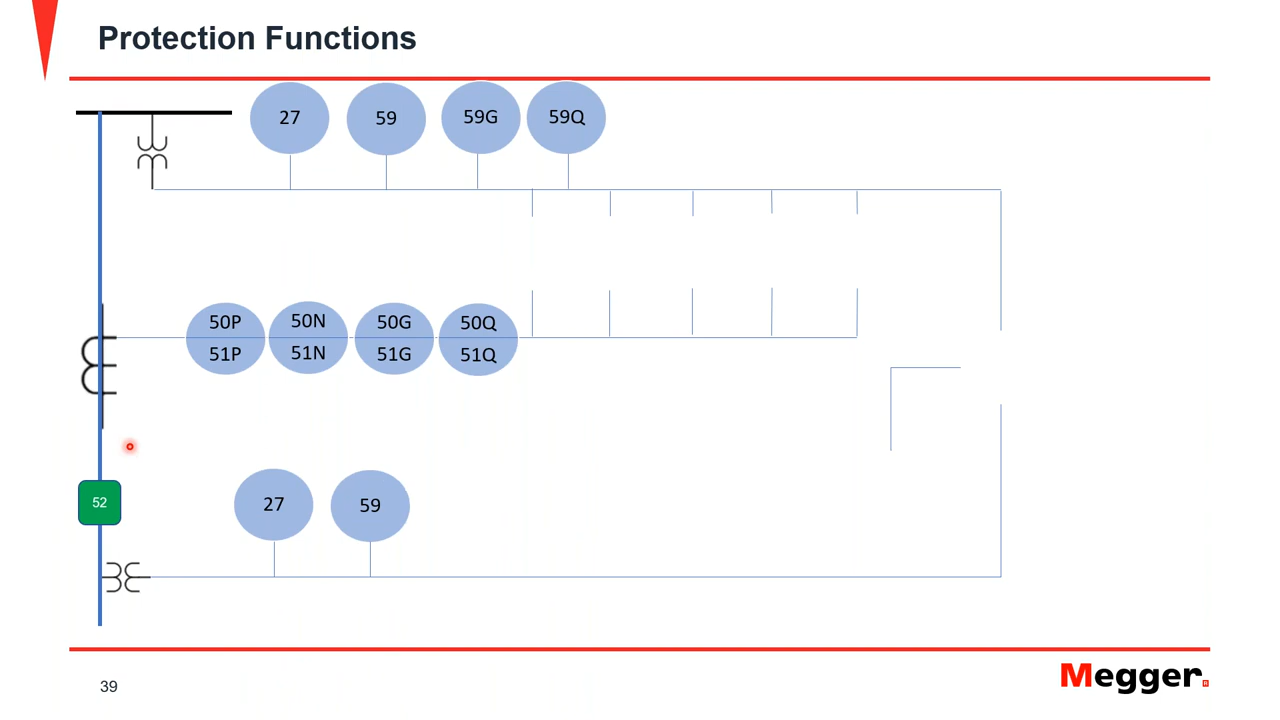 Protection Functions
27
59
59G
59Q
50P
51P
50N
51N
50G
51G
50Q
51Q
52
27
59
39
Megger